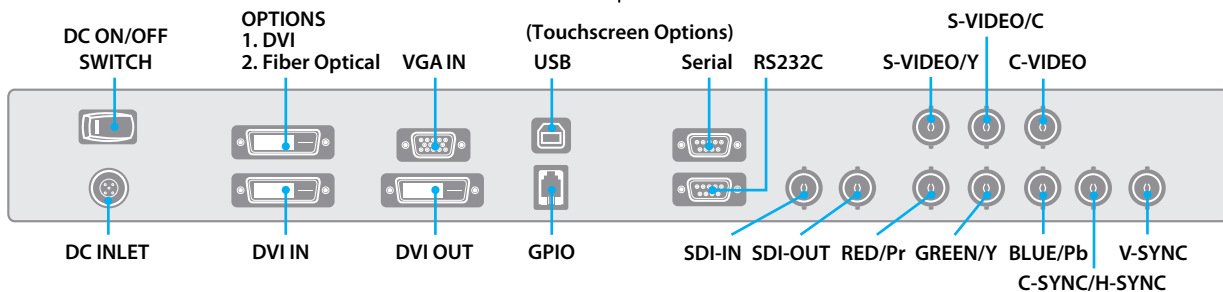 S-VIDEO/C
OPTIONS
1. DVI
2. Fiber Optical
DC ON/OFF
SWITCH
VGA IN
(Touchscreen Options)
USB
Serial
RS232C
S-VIDEO/Y
C-VIDEO
DC INLET
DVI IN
DVI OUT
GPIO
SDI-IN
SDI-OUT
RED/Pr
GREEN/Y
BLUE/Pb
V-SYNC
C-SYNC/H-SYNC